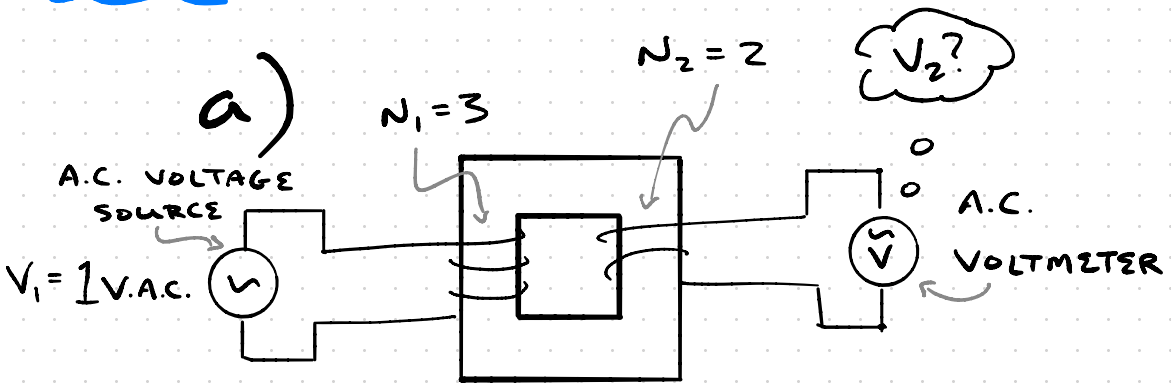 a)
N₁ = 3
N₂ = 2
V₂?
A.C. VOLTAGE
SOURCE
V₁ = 1 V.A.C.
Ṽ
A.C.
VOLTMETER